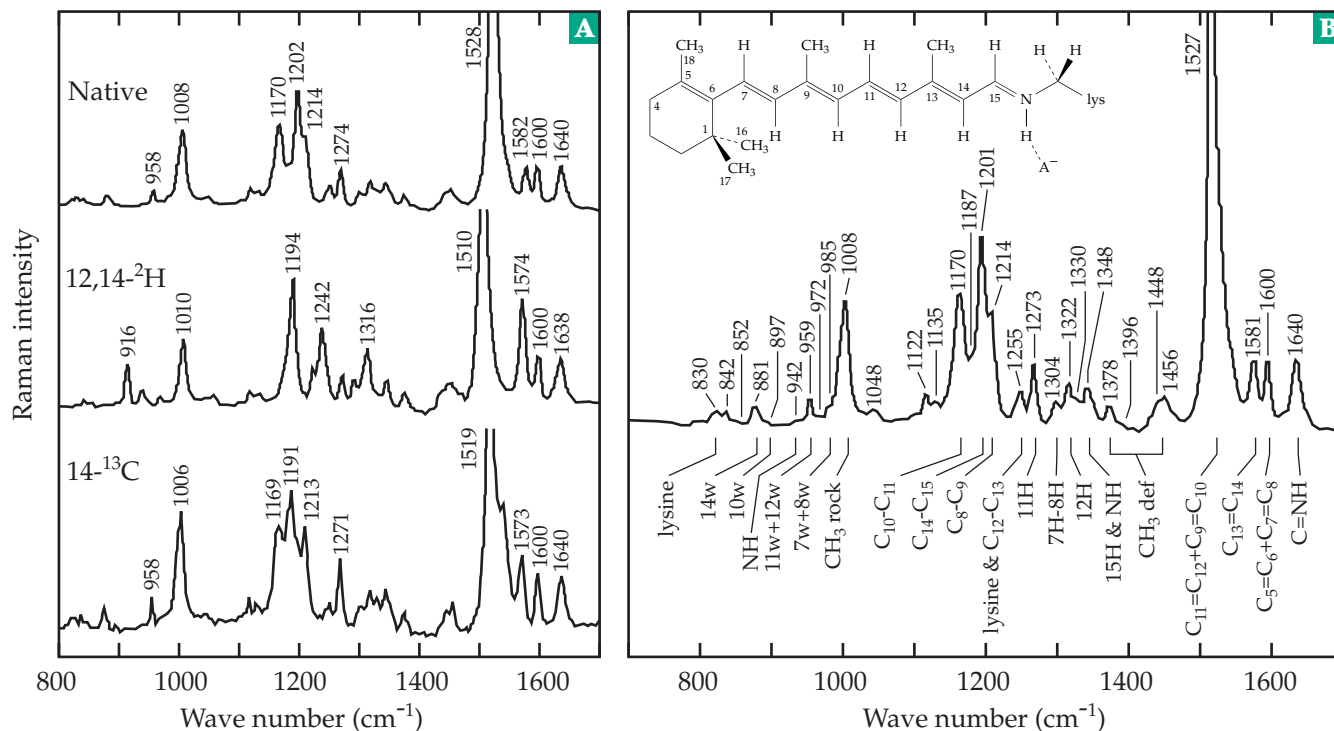 A
Native
958
1008
1170
1202
1214
1274
1528
1582
1600
1640
12,14-²H
916
1010
1194
1242
1316
1510
1574
1600
1638
14-¹³C
958
1006
1169
1191
1213
1271
1519
1573
1600
1640
Raman intensity
800 1000 1200 1400 1600
Wave number (cm⁻¹)
B
CH₃ H CH₃ H CH₃ H H H
18
5 6 7 8 9 10 11 12 13 14 15 N lys
4
1 16 CH₃ H H H H H
CH₃ A⁻
17
830
842
852
881
897
942
959
972
985
1008
1048
1122
1135
1170
1187
1201
1214
1255
1273
1304
1322
1330
1348
1378
1396
1448
1456
1527
1581
1600
1640
lysine
14w
10w
NH
11w+12w
7w+8w
CH₃ rock
C₁₀-C₁₁
C₁₄-C₁₅
C₈-C₉
lysine & C₁₂-C₁₃
11H
7H-8H
12H
15H & NH
CH₃ def
C₁₁=C₁₂+C₉=C₁₀
C₁₃=C₁₄
C₅=C₆+C₇=C₈
C=NH
800 1000 1200 1400 1600
Wave number (cm⁻¹)